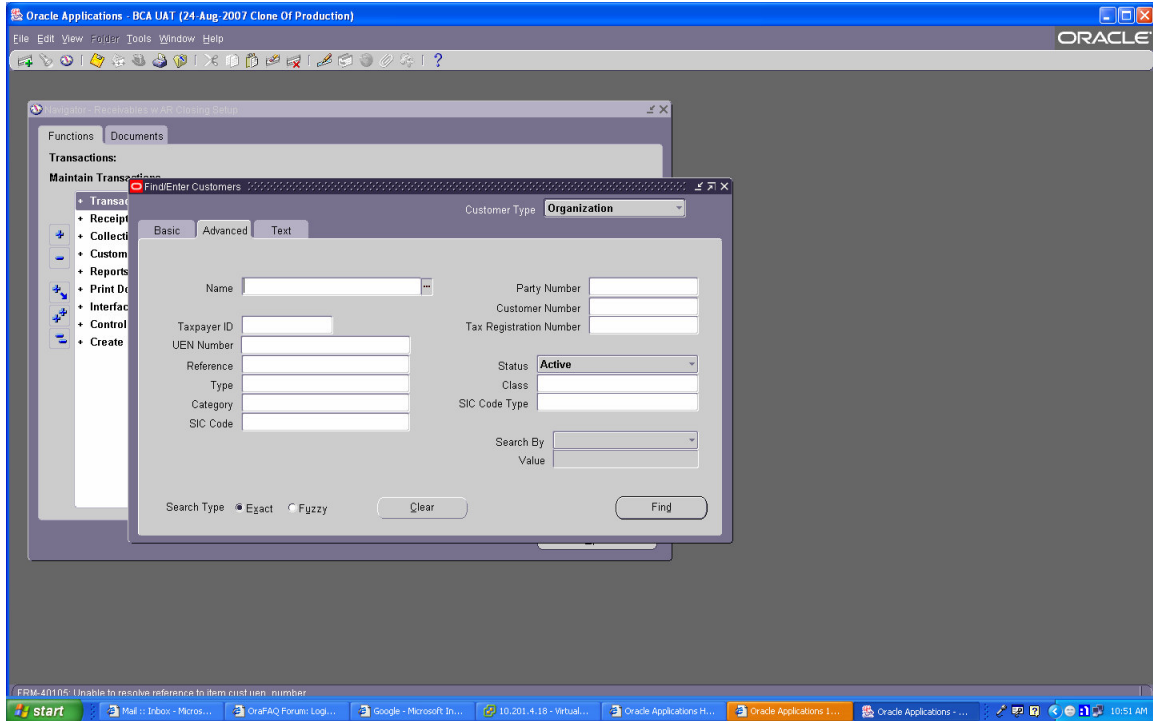 Oracle Applications - BCA UAT (24-Aug-2007 Clone Of Production)
File Edit View Folder Tools Window Help
ORACLE
Navigator - Receivables w AR Closing Setup
Functions Documents
Transactions:
Maintain Transactions
Find/Enter Customers
+ Transac
+ Receipt
+ Collecti
+ Custom
+ Reports
+ Print De
+ Interfac
+ Control
+ Create
Customer Type Organization
Basic Advanced Text
Name
Party Number
Customer Number
Taxpayer ID
Tax Registration Number
UEN Number
Reference
Status Active
Type
Class
Category
SIC Code Type
SIC Code
Search By
Value
Search Type Exact Fuzzy
Clear
Find
FRM-40105: Unable to resolve reference to item cust.uen_number
start
Mail :: Inbox - Micros...
OraFAQ Forum: Logi...
Google - Microsoft In...
10.201.4.18 - Virtual...
Oracle Applications H...
Oracle Applications 1...
Oracle Applications - ...
10:51 AM